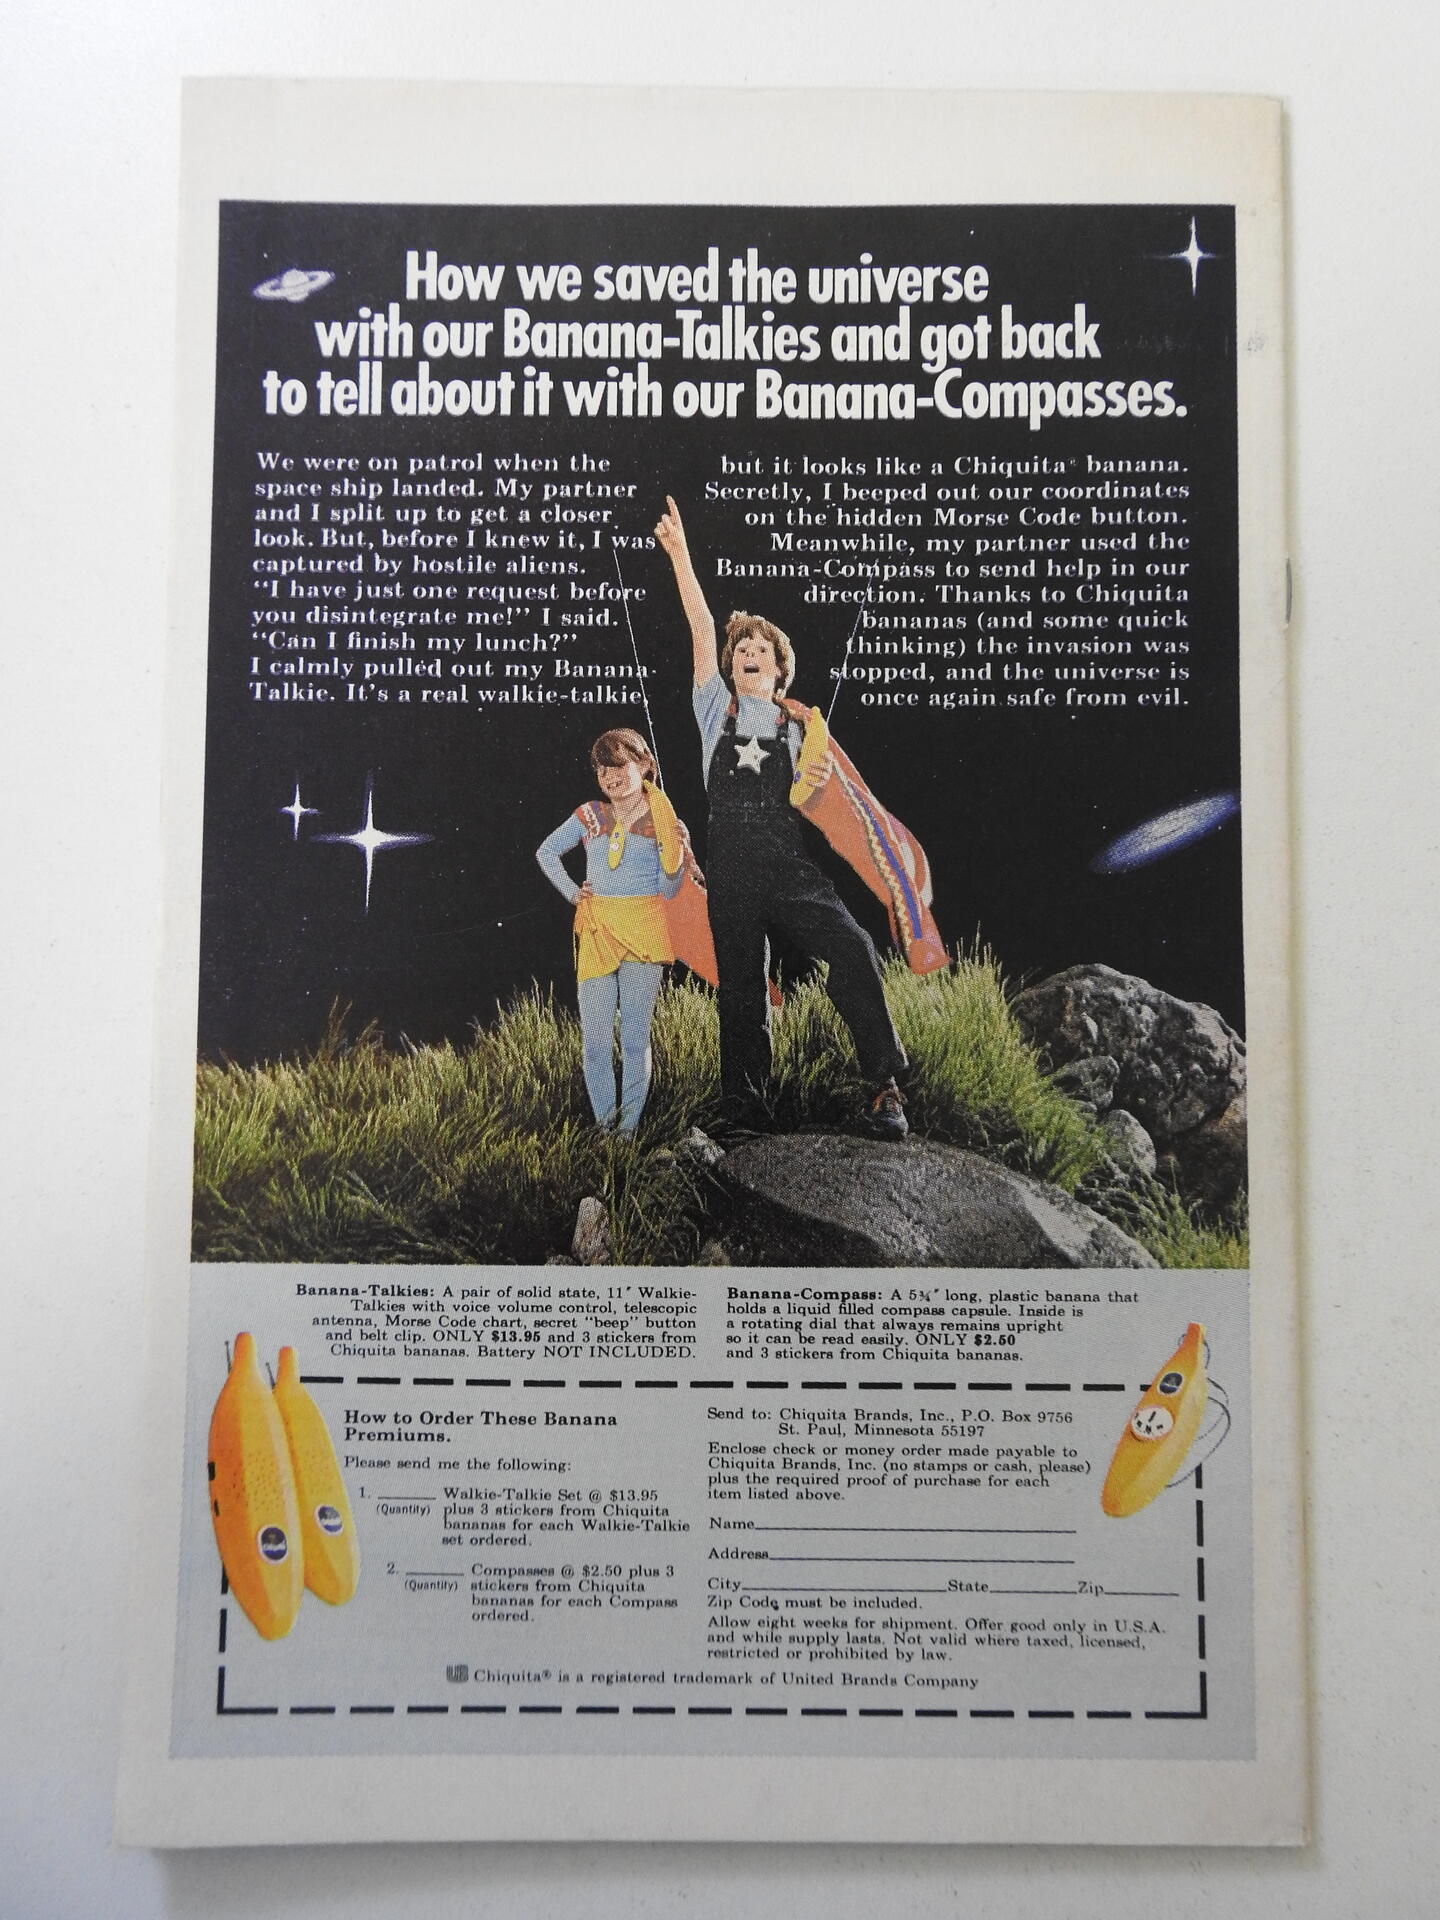 How we saved the universe
with our Banana-Talkies and got back
to tell about it with our Banana-Compasses.
We were on patrol when the
space ship landed. My partner
and I split up to get a closer
look. But, before I knew it, I was
captured by hostile aliens.
“I have just one request before
you disintegrate me!” I said.
“Can I finish my lunch?”
I calmly pulled out my Banana-
Talkie. It's a real walkie-talkie,
but it looks like a Chiquita® banana.
Secretly, I beeped out our coordinates
on the hidden Morse Code button.
Meanwhile, my partner used the
Banana-Compass to send help in our
direction. Thanks to Chiquita
bananas (and some quick
thinking) the invasion was
stopped, and the universe is
once again safe from evil.
Banana-Talkies: A pair of solid state, 11" Walkie-
Talkies with voice volume control, telescopic
antenna, Morse Code chart, secret "beep" button
and belt clip. ONLY $13.95 and 3 stickers from
Chiquita bananas. Battery NOT INCLUDED.
Banana-Compass: A 5¾" long, plastic banana that
holds a liquid filled compass capsule. Inside is
a rotating dial that always remains upright
so it can be read easily. ONLY $2.50
and 3 stickers from Chiquita bananas.
How to Order These Banana
Premiums.
Please send me the following:
1. ______ Walkie-Talkie Set @ $13.95
(Quantity) plus 3 stickers from Chiquita
bananas for each Walkie-Talkie
set ordered.
2. ______ Compasses @ $2.50 plus 3
(Quantity) stickers from Chiquita
bananas for each Compass
ordered.
Send to: Chiquita Brands, Inc., P.O. Box 9756
St. Paul, Minnesota 55197
Enclose check or money order made payable to
Chiquita Brands, Inc. (no stamps or cash, please)
plus the required proof of purchase for each
item listed above.
Name
Address
City State Zip
Zip Code must be included.
Allow eight weeks for shipment. Offer good only in U.S.A.
and while supply lasts. Not valid where taxed, licensed,
restricted or prohibited by law.
Chiquita® is a registered trademark of United Brands Company